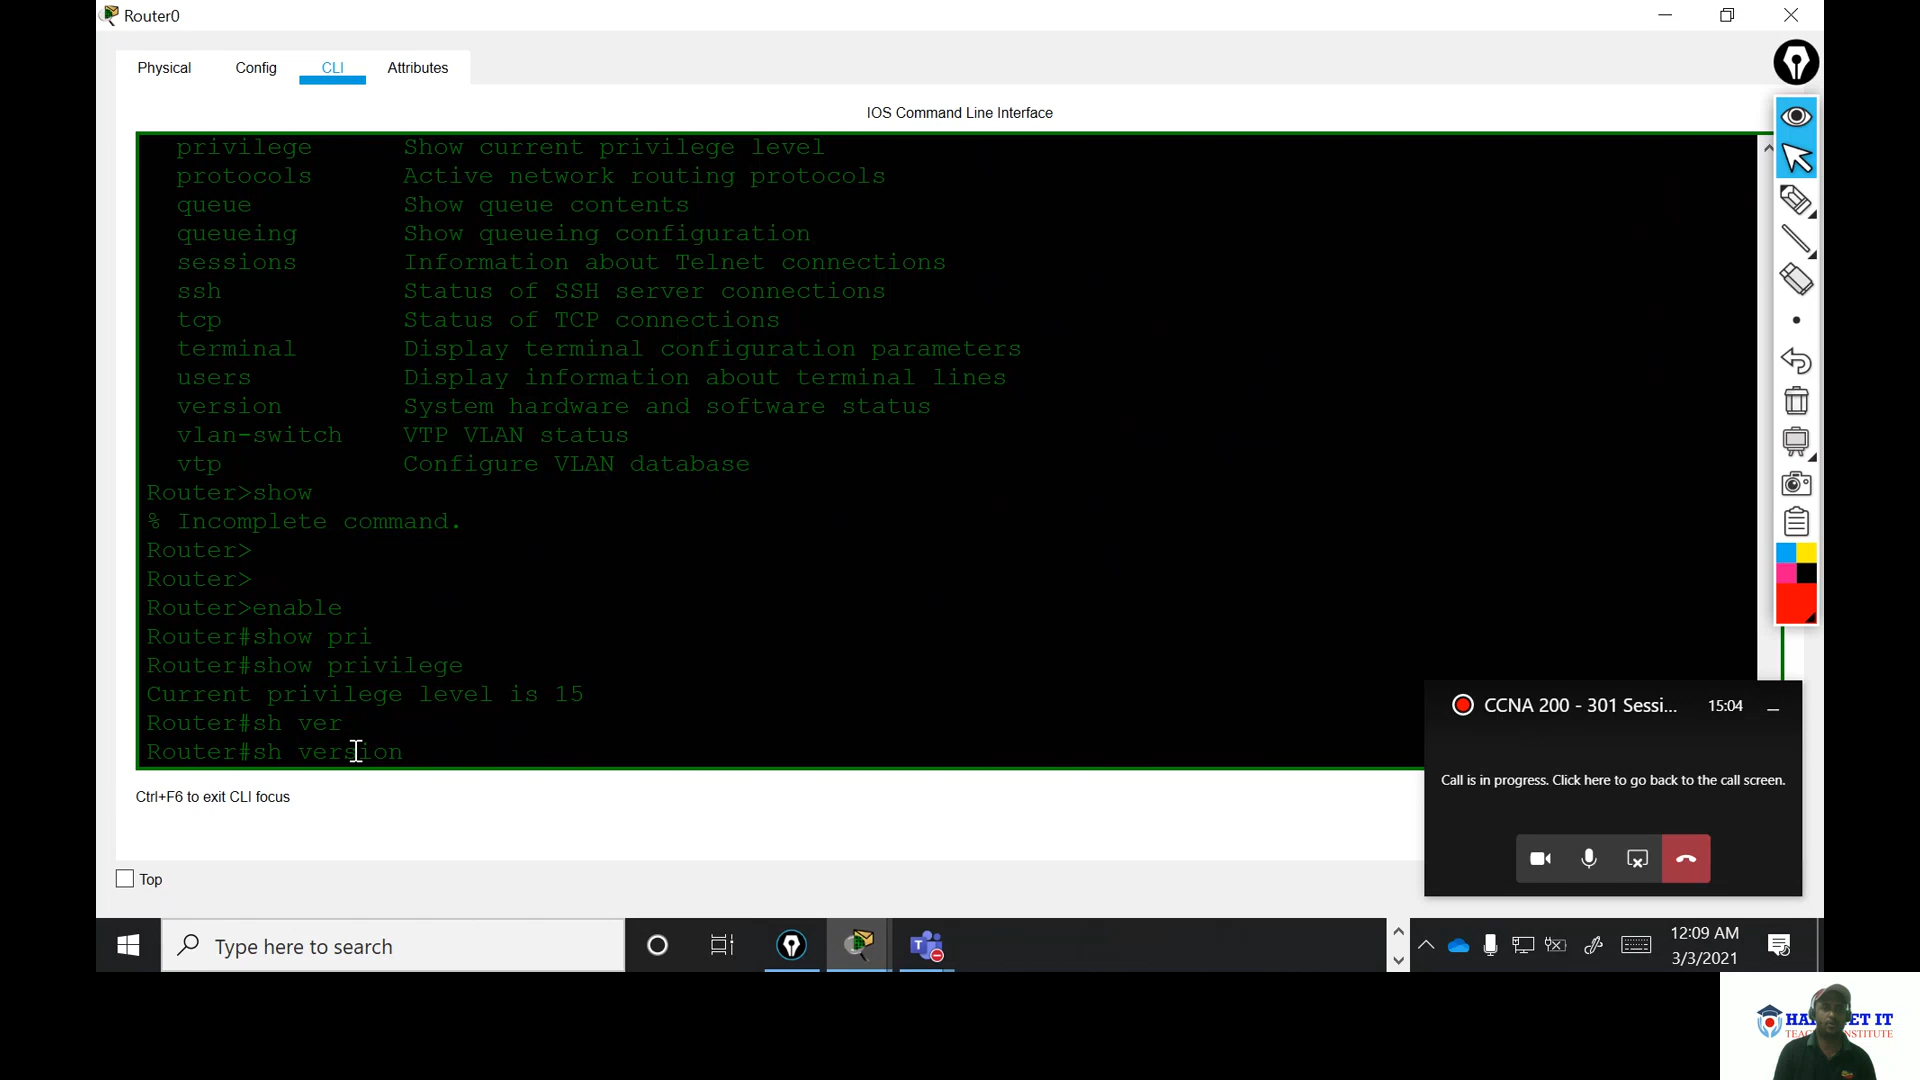 Router0
Physical Config CLI Attributes
IOS Command Line Interface
privilege Show current privilege level
protocols Active network routing protocols
queue Show queue contents
queueing Show queueing configuration
sessions Information about Telnet connections
ssh Status of SSH server connections
tcp Status of TCP connections
terminal Display terminal configuration parameters
users Display information about terminal lines
version System hardware and software status
vlan-switch VTP VLAN status
vtp Configure VLAN database
Router>show
% Incomplete command.
Router>
Router>
Router>enable
Router#show pri
Router#show privilege
Current privilege level is 15
Router#sh ver
Router#sh version
CCNA 200 - 301 Sessi... 15:04
Call is in progress. Click here to go back to the call screen.
Ctrl+F6 to exit CLI focus
Top
Type here to search
12:09 AM
3/3/2021
ET IT